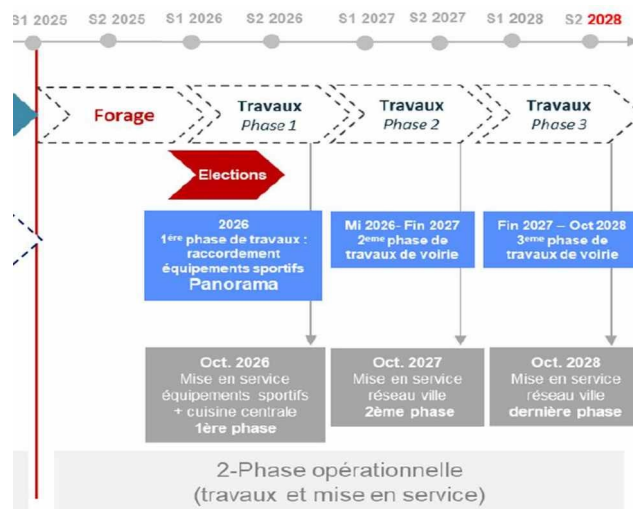 S1 2025 S2 2025 S1 2026 S2 2026 S1 2027 S2 2027 S1 2028 S2 2028
Forage
Travaux
Phase 1
Travaux
Phase 2
Travaux
Phase 3
Elections
2026
1ère phase de travaux :
raccordement
équipements sportifs
Panorama
Mi 2026- Fin 2027
2eme phase de
travaux de voirie
Fin 2027 – Oct 2028
3eme phase de
travaux de voirie
Oct. 2026
Mise en service
équipements sportifs
+ cuisine centrale
1ère phase
Oct. 2027
Mise en service
réseau ville
2ème phase
Oct. 2028
Mise en service
réseau ville
dernière phase
2-Phase opérationnelle
(travaux et mise en service)